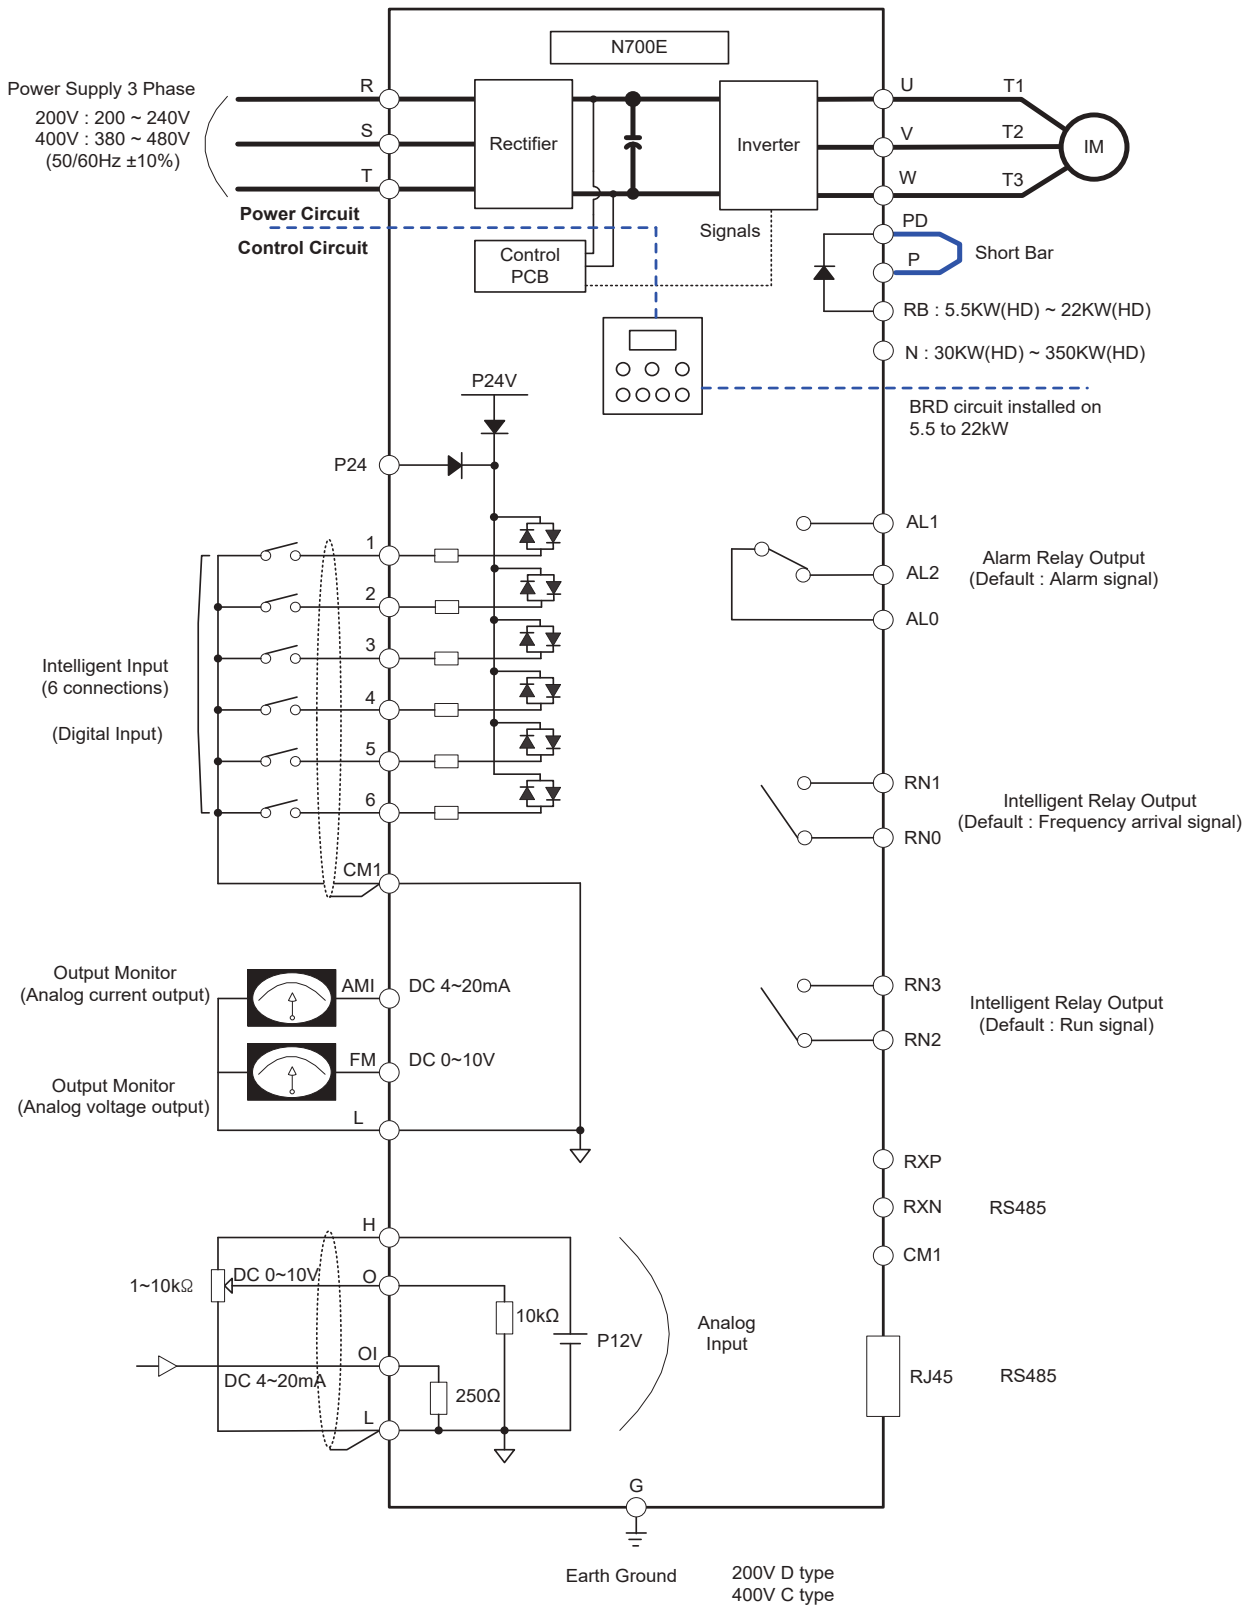 N700E
Power Supply 3 Phase
200V : 200 ~ 240V
400V : 380 ~ 480V
(50/60Hz ±10%)
R
S
T
Rectifier
Inverter
U
V
W
T1
T2
T3
IM
Power Circuit
Control Circuit
Control
PCB
Signals
PD
P
Short Bar
RB : 5.5KW(HD) ~ 22KW(HD)
N : 30KW(HD) ~ 350KW(HD)
BRD circuit installed on
5.5 to 22kW
P24V
P24
1
2
3
4
5
6
Intelligent Input
(6 connections)
(Digital Input)
CM1
AL1
AL2
AL0
Alarm Relay Output
(Default : Alarm signal)
RN1
RN0
Intelligent Relay Output
(Default : Frequency arrival signal)
RN3
RN2
Intelligent Relay Output
(Default : Run signal)
Output Monitor
(Analog current output)
AMI
DC 4~20mA
FM
DC 0~10V
Output Monitor
(Analog voltage output)
L
RXP
RXN
RS485
CM1
H
1~10kΩ
DC 0~10V
O
10kΩ
P12V
Analog
Input
OI
DC 4~20mA
250Ω
L
RJ45
RS485
G
Earth Ground
200V D type
400V C type